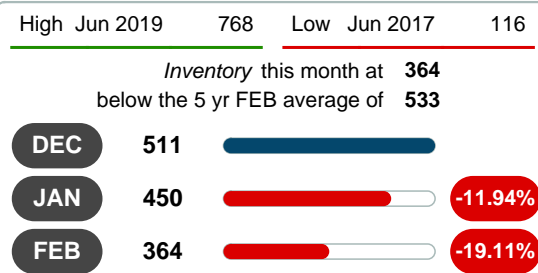 High Jun 2019 768 Low Jun 2017 116
Inventory this month at 364
below the 5 yr FEB average of 533
DEC 511
JAN 450 -11.94%
FEB 364 -19.11%